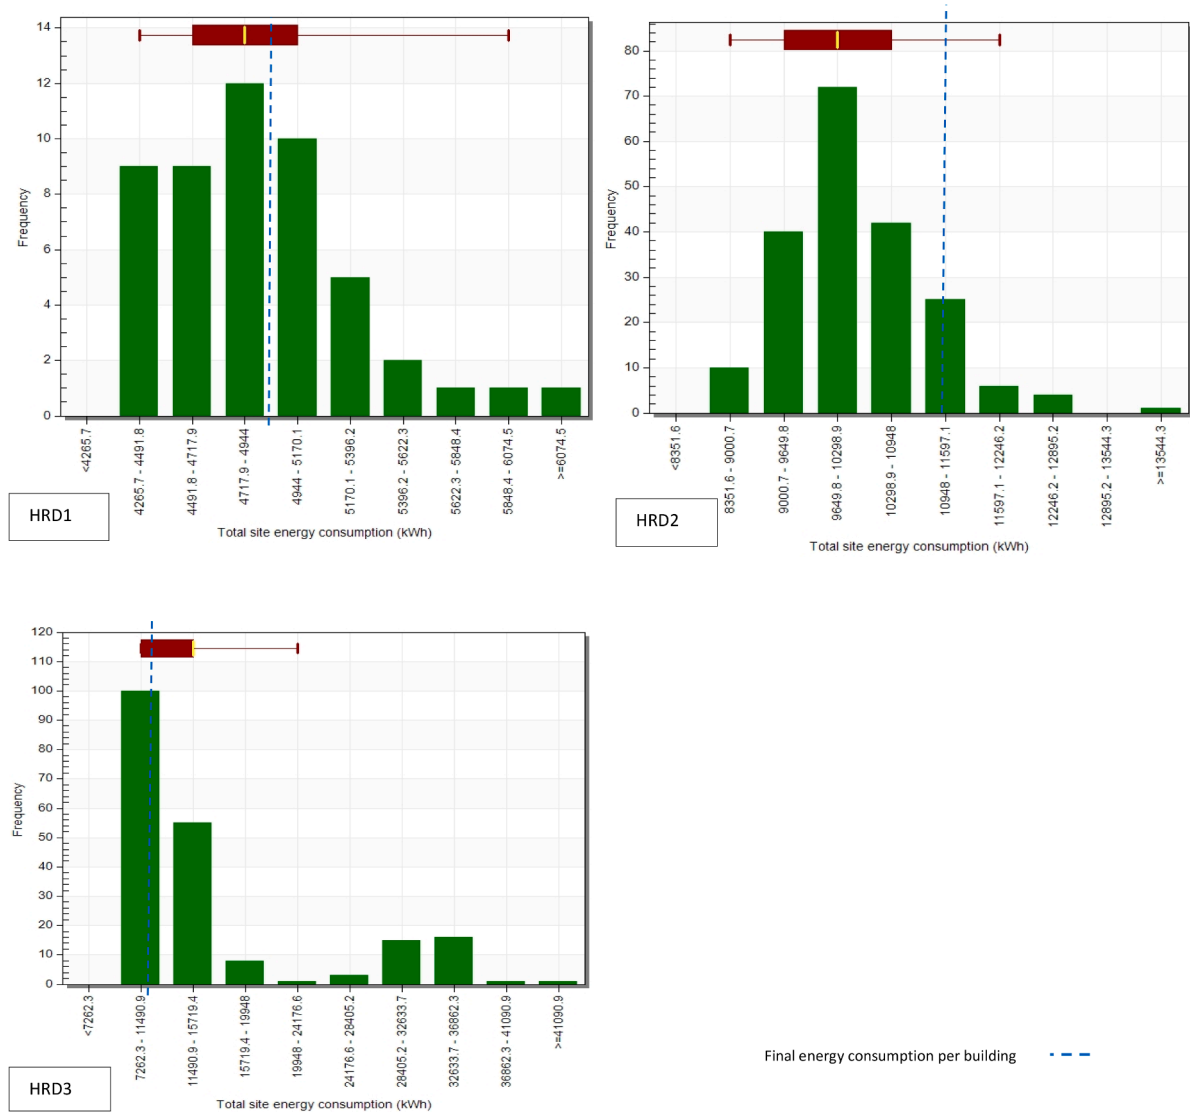 14
12
10
8
6
4
2
0
Frequency
<4265.7
4265.7 - 4491.8
4491.8 - 4717.9
4717.9 - 4944
4944 - 5170.1
5170.1 - 5396.2
5396.2 - 5622.3
5622.3 - 5848.4
5848.4 - 6074.5
>=6074.5
Total site energy consumption (kWh)
HRD1
80
70
60
50
40
30
20
10
0
Frequency
<8351.6
8351.6 - 9000.7
9000.7 - 9649.8
9649.8 - 10298.9
10298.9 - 10948
10948 - 11597.1
11597.1 - 12246.2
12246.2 - 12895.2
12895.2 - 13544.3
>=13544.3
Total site energy consumption (kWh)
HRD2
120
110
100
90
80
70
60
50
40
30
20
10
0
Frequency
<7262.3
7262.3 - 11490.9
11490.9 - 15719.4
15719.4 - 19948
19948 - 24176.6
24176.6 - 28405.2
28405.2 - 32633.7
32633.7 - 36862.3
36862.3 - 41090.9
>=41090.9
Total site energy consumption (kWh)
HRD3
Final energy consumption per building